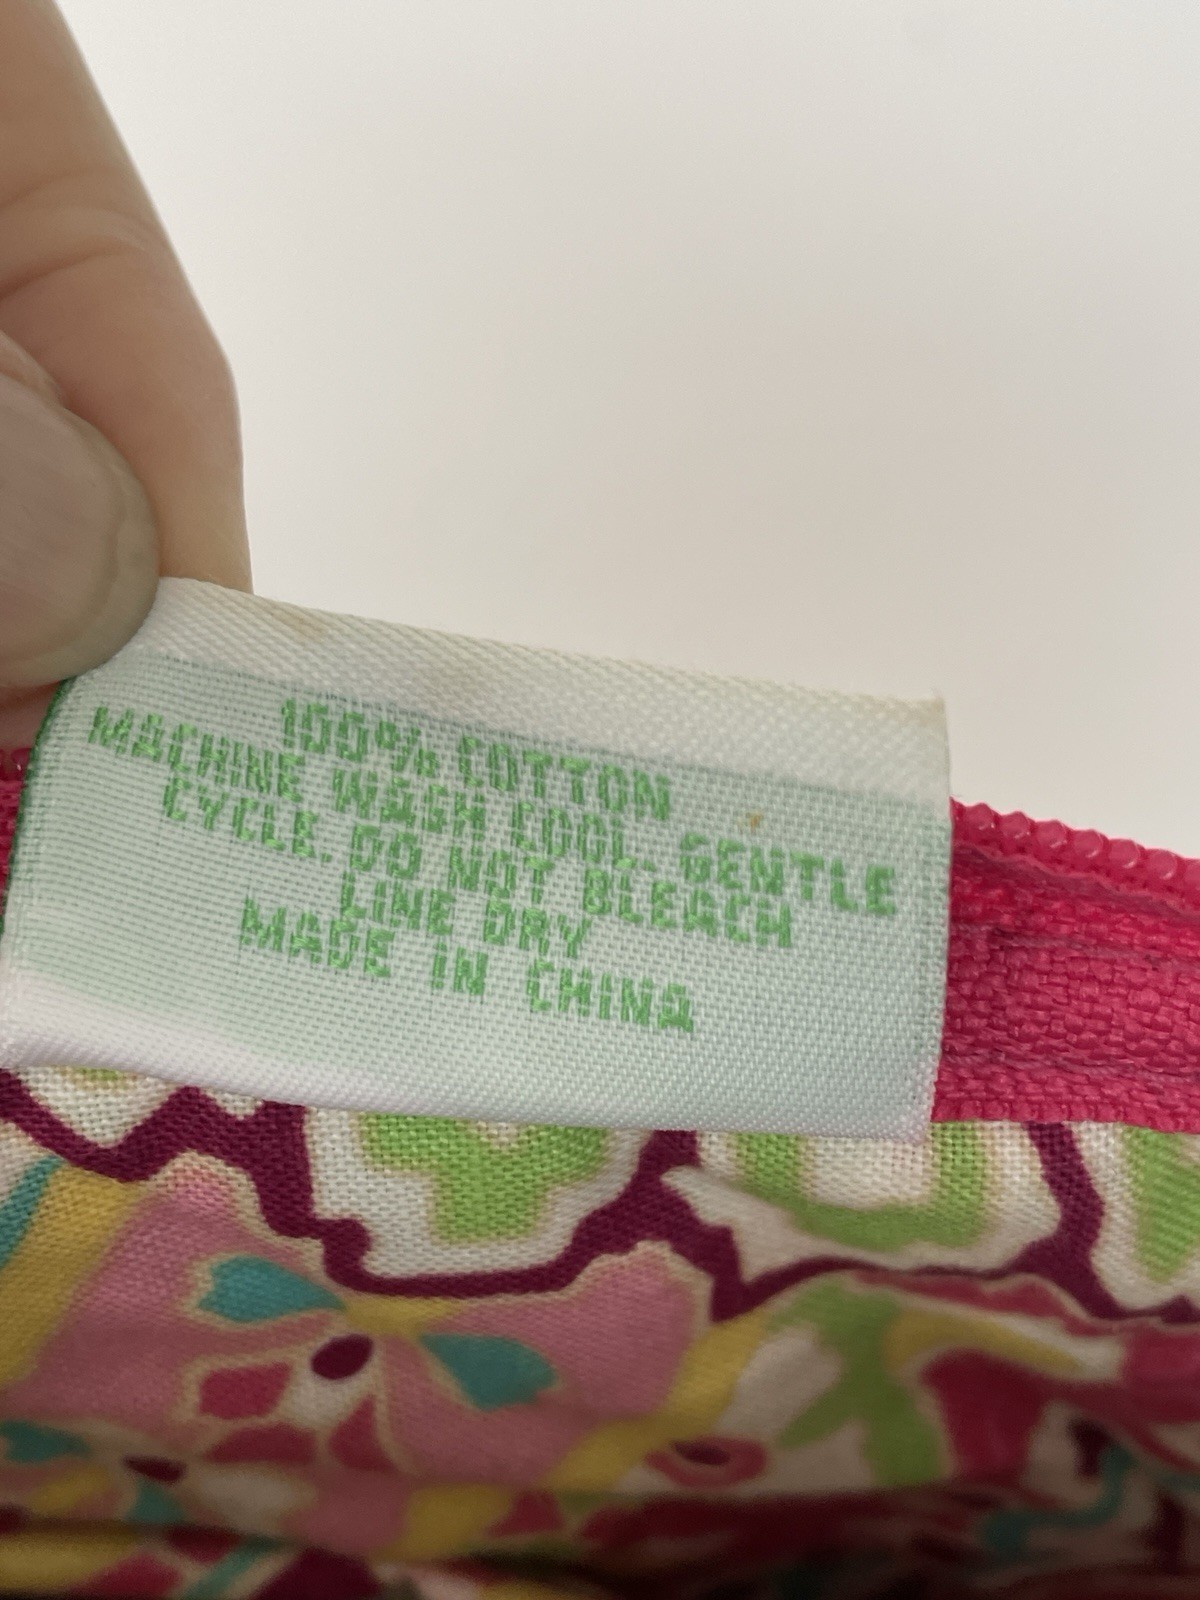 100% COTTON
MACHINE WASH COOL. GENTLE
CYCLE. DO NOT BLEACH
LINE DRY
MADE IN CHINA